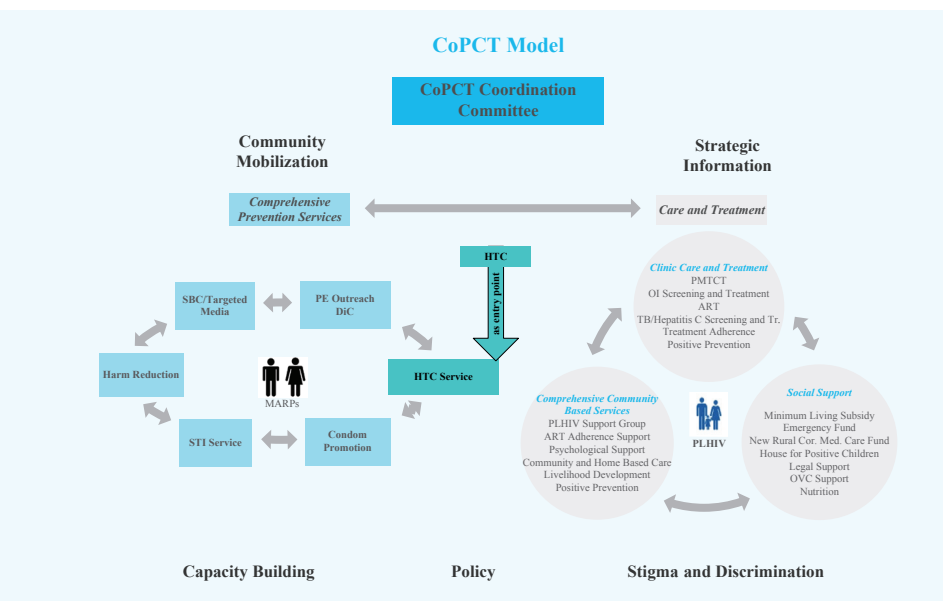 CoPCT Model
CoPCT Coordination
Committee
Community
Mobilization
Strategic
Information
Comprehensive
Prevention Services
Care and Treatment
HTC
as entry point
SBC/Targeted
Media
PE Outreach
DiC
Harm Reduction
MARPs
HTC Service
STI Service
Condom
Promotion
Clinic Care and Treatment
PMTCT
OI Screening and Treatment
ART
TB/Hepatitis C Screening and Tr.
Treatment Adherence
Positive Prevention
Comprehensive Community
Based Services
PLHIV Support Group
ART Adherence Support
Psychological Support
Community and Home Based Care
Livelihood Development
Positive Prevention
PLHIV
Social Support
Minimum Living Subsidy
Emergency Fund
New Rural Cor. Med. Care Fund
House for Positive Children
Legal Support
OVC Support
Nutrition
Capacity Building
Policy
Stigma and Discrimination